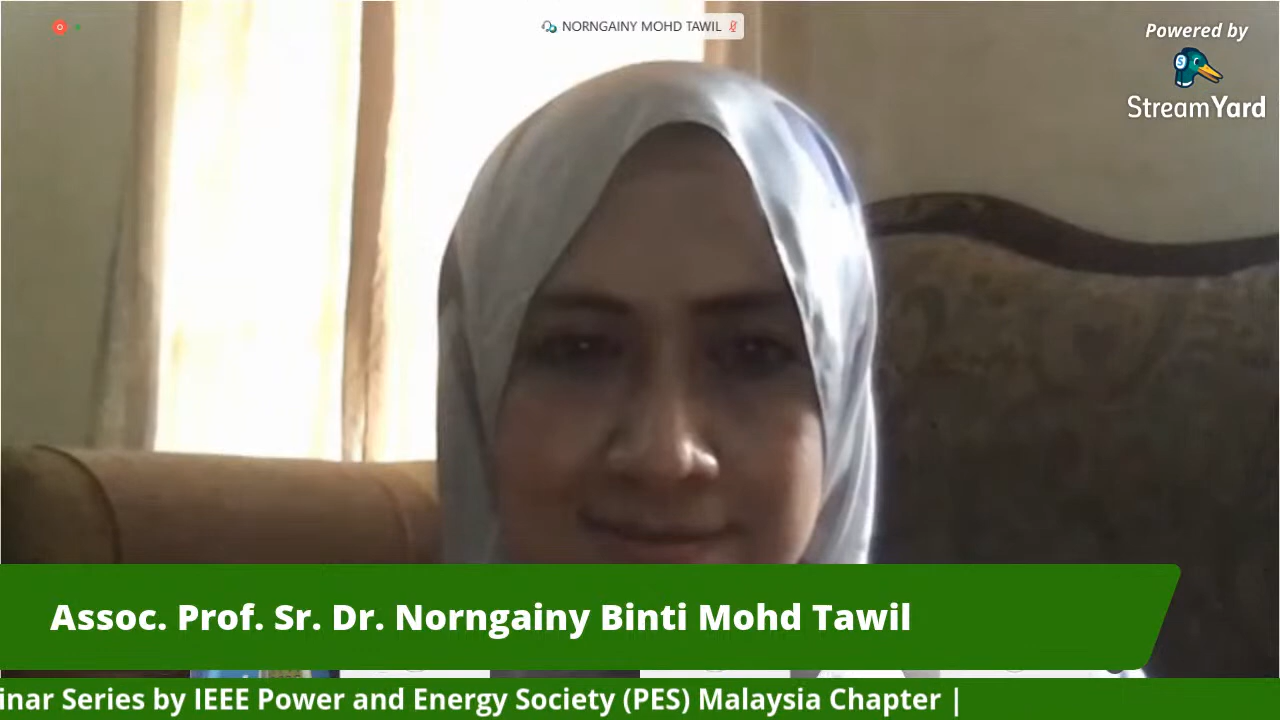 NORNGAINY MOHD TAWIL
Powered by
StreamYard
Assoc. Prof. Sr. Dr. Norngainy Binti Mohd Tawil
inar Series by IEEE Power and Energy Society (PES) Malaysia Chapter |